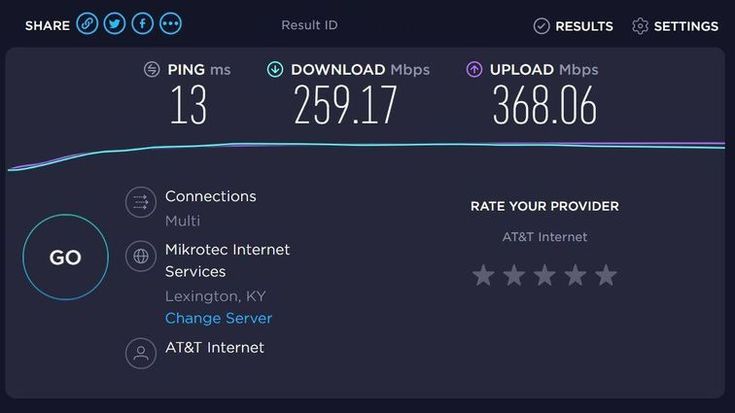 SHARE
Result ID
RESULTS
SETTINGS
PING ms
13
DOWNLOAD Mbps
259.17
UPLOAD Mbps
368.06
GO
Connections
Multi
Mikrotec Internet
Services
Lexington, KY
Change Server
AT&T Internet
RATE YOUR PROVIDER
AT&T Internet